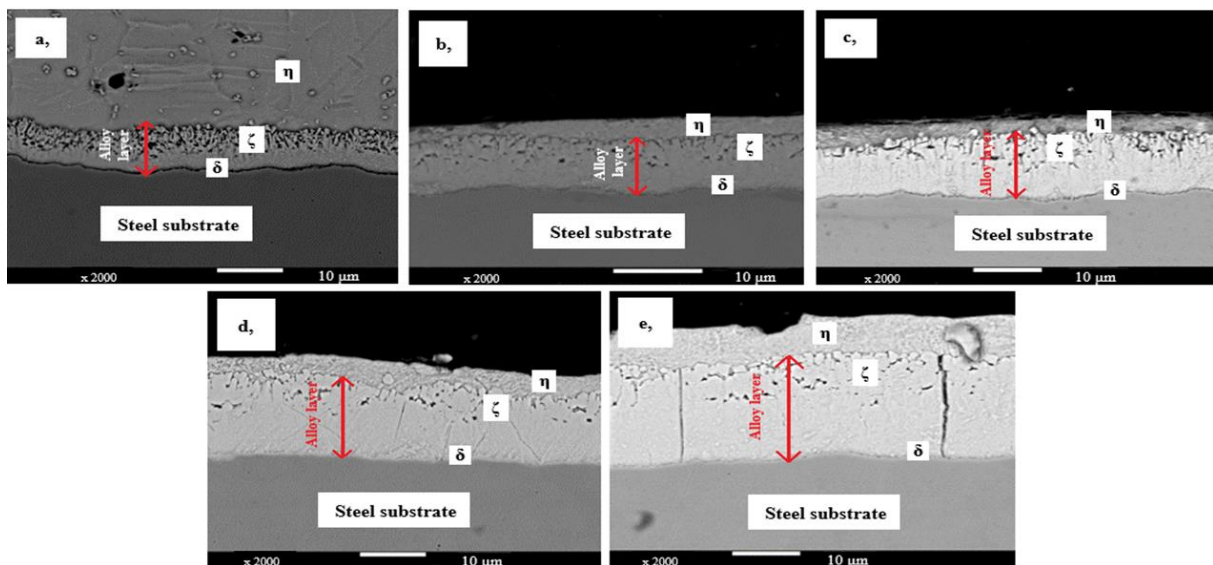 a,
η
Alloy
layer
ζ
δ
Steel substrate
x 2000
10 μm
b,
η
Alloy
layer
ζ
δ
Steel substrate
x 2000
10 μm
c,
η
Alloy layer
ζ
δ
Steel substrate
x 2000
10 μm
d,
η
Alloy layer
ζ
δ
Steel substrate
x 2000
10 μm
e,
η
Alloy layer
ζ
δ
Steel substrate
x 2000
10 μm